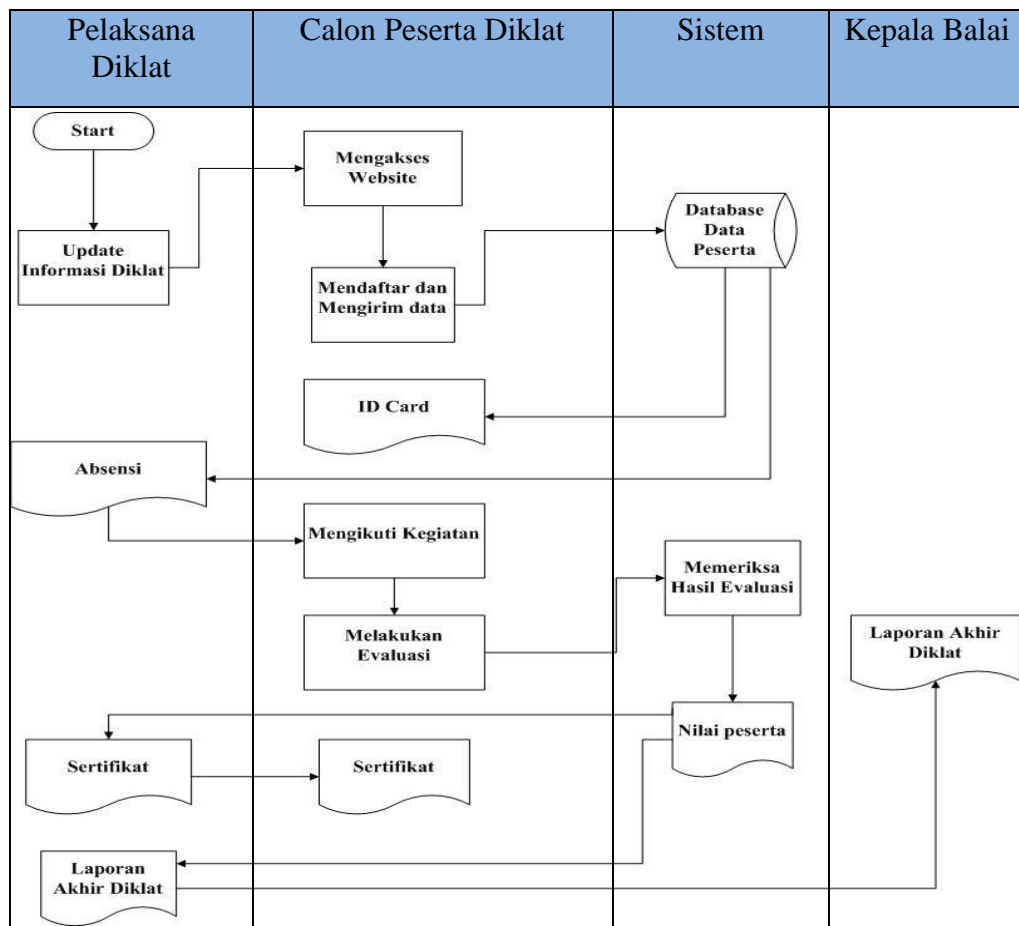 Pelaksana
Diklat
Calon Peserta Diklat
Sistem
Kepala Balai
Start
Update
Informasi Diklat
Mengakses
Website
Mendaftar dan
Mengirim data
Database
Data
Peserta
ID Card
Absensi
Mengikuti Kegiatan
Melakukan
Evaluasi
Memeriksa
Hasil Evaluasi
Laporan Akhir
Diklat
Nilai peserta
Sertifikat
Sertifikat
Laporan
Akhir Diklat